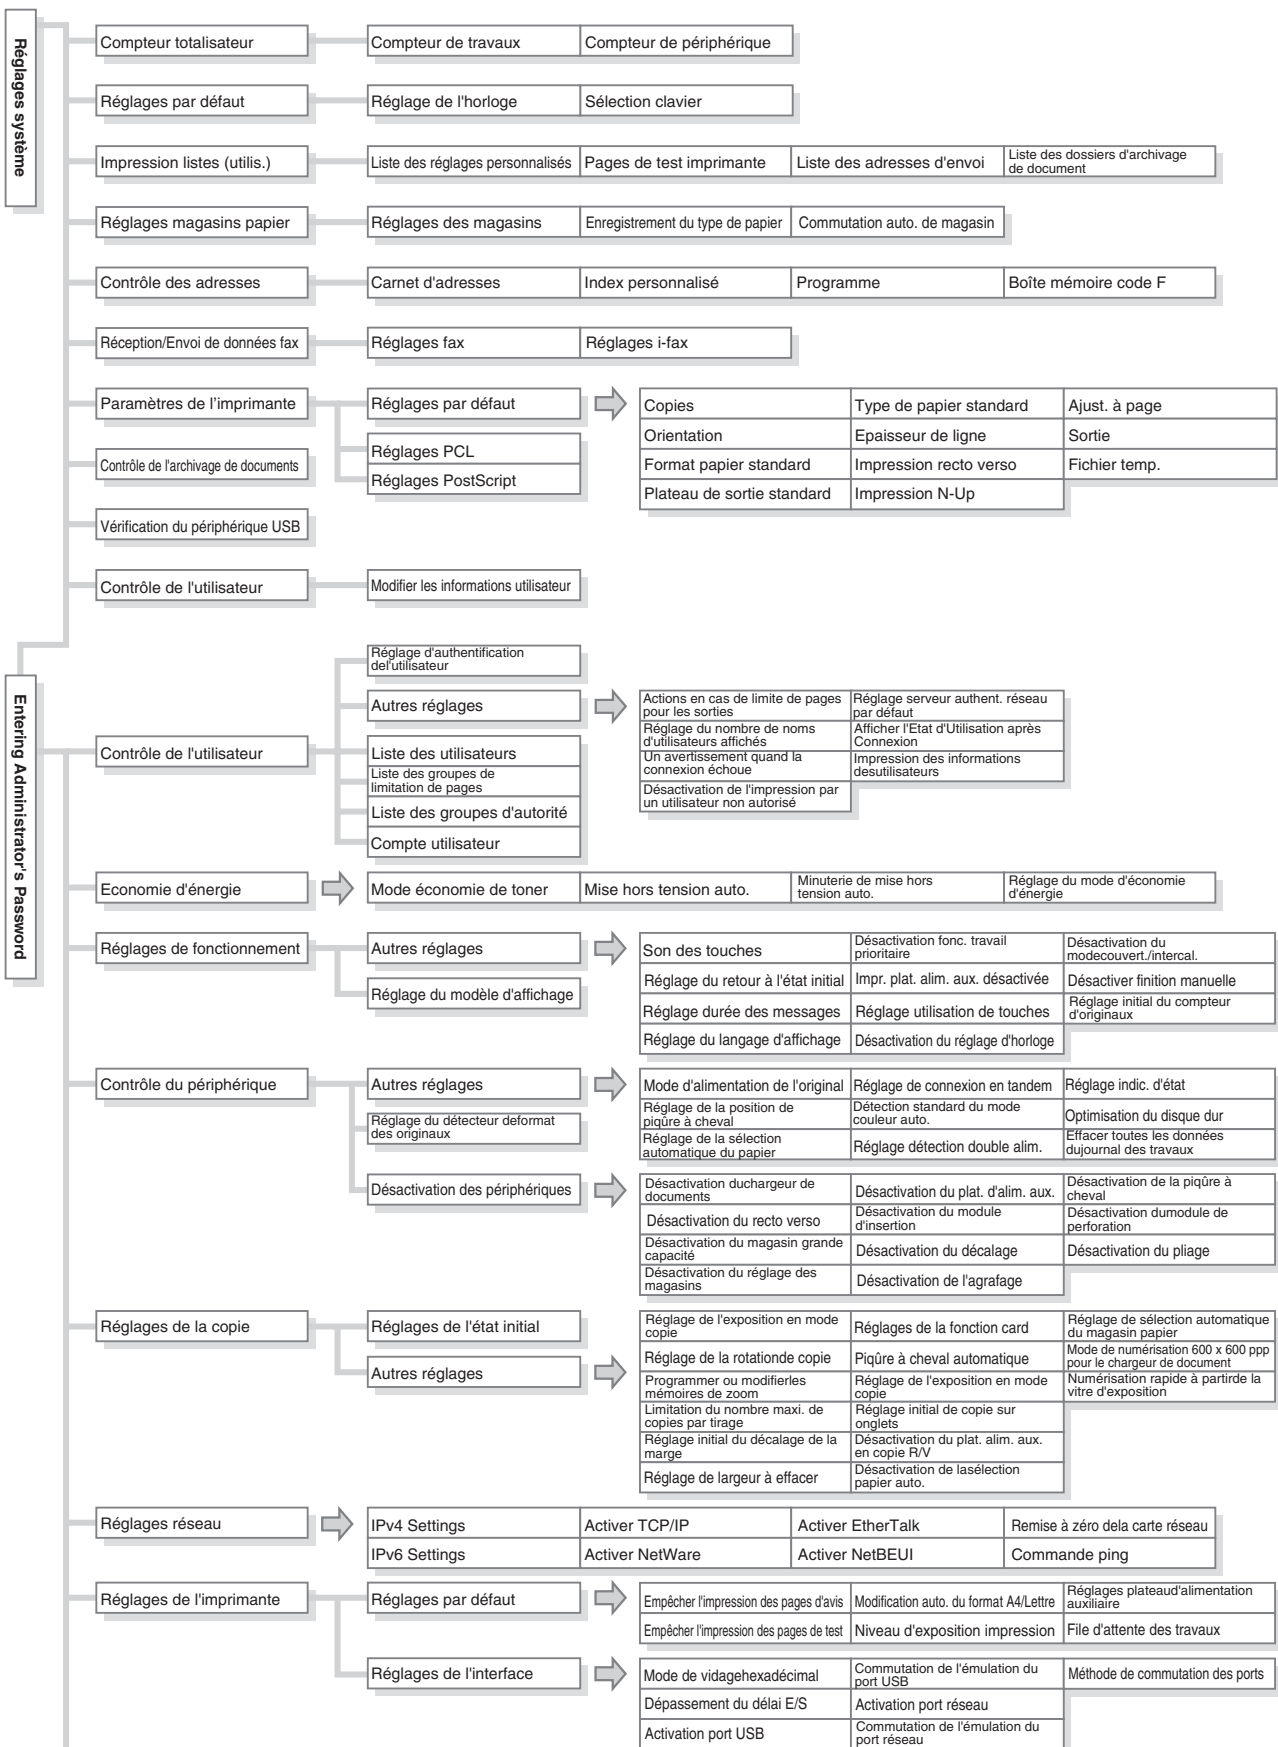 Réglages système
Compteur totalisateur
Compteur de travaux
Compteur de périphérique
Réglages par défaut
Réglage de l'horloge
Sélection clavier
Impression listes (utilis.)
Liste des réglages personnalisés
Pages de test imprimante
Liste des adresses d'envoi
Liste des dossiers d'archivage
de document
Réglages magasins papier
Réglages des magasins
Enregistrement du type de papier
Commutation auto. de magasin
Contrôle des adresses
Carnet d'adresses
Index personnalisé
Programme
Boîte mémoire code F
Réception/Envoi de données fax
Réglages fax
Réglages i-fax
Paramètres de l'imprimante
Réglages par défaut
Copies
Type de papier standard
Ajust. à page
Orientation
Epaisseur de ligne
Sortie
Réglages PCL
Contrôle de l'archivage de documents
Format papier standard
Impression recto verso
Fichier temp.
Réglages PostScript
Plateau de sortie standard
Impression N-Up
Vérification du périphérique USB
Contrôle de l'utilisateur
Modifier les informations utilisateur
Entering Administrator's Password
Réglage d'authentification
del'utilisateur
Autres réglages
Actions en cas de limite de pages
pour les sorties
Réglage serveur authent. réseau
par défaut
Réglage du nombre de noms
d'utilisateurs affichés
Afficher l'Etat d'Utilisation après
Connexion
Contrôle de l'utilisateur
Liste des utilisateurs
Un avertissement quand la
connexion échoue
Impression des informations
desutilisateurs
Liste des groupes de
limitation de pages
Désactivation de l'impression par
un utilisateur non autorisé
Liste des groupes d'autorité
Compte utilisateur
Economie d'énergie
Mode économie de toner
Mise hors tension auto.
Minuterie de mise hors
tension auto.
Réglage du mode d'économie
d'énergie
Réglages de fonctionnement
Autres réglages
Son des touches
Désactivation fonc. travail
prioritaire
Désactivation du
modecouvert./intercal.
Réglage du modèle d'affichage
Réglage du retour à l'état initial
Impr. plat. alim. aux. désactivée
Désactiver finition manuelle
Réglage durée des messages
Réglage utilisation de touches
Réglage initial du compteur
d'originaux
Réglage du langage d'affichage
Désactivation du réglage d'horloge
Contrôle du périphérique
Autres réglages
Mode d'alimentation de l'original
Réglage de connexion en tandem
Réglage indic. d'état
Réglage du détecteur deformat
des originaux
Réglage de la position de
piqûre à cheval
Détection standard du mode
couleur auto.
Optimisation du disque dur
Réglage de la sélection
automatique du papier
Réglage détection double alim.
Effacer toutes les données
dujournal des travaux
Désactivation des périphériques
Désactivation duchargeur de
documents
Désactivation du plat. d'alim. aux.
Désactivation de la piqûre à
cheval
Désactivation du recto verso
Désactivation du module
d'insertion
Désactivation dumodule de
perforation
Désactivation du magasin grande
capacité
Désactivation du décalage
Désactivation du pliage
Désactivation du réglage des
magasins
Désactivation de l'agrafage
Réglages de la copie
Réglages de l'état initial
Réglage de l'exposition en mode
copie
Réglages de la fonction card
Réglage de sélection automatique
du magasin papier
Autres réglages
Réglage de la rotationde copie
Piqûre à cheval automatique
Mode de numérisation 600 x 600 ppp
pour le chargeur de document
Programmer ou modifierles
mémoires de zoom
Réglage de l'exposition en mode
copie
Numérisation rapide à partirde la
vitre d'exposition
Limitation du nombre maxi. de
copies par tirage
Réglage initial de copie sur
onglets
Réglage initial du décalage de la
marge
Désactivation du plat. alim. aux.
en copie R/V
Réglage de largeur à effacer
Désactivation de lasélection
papier auto.
Réglages réseau
IPv4 Settings
Activer TCP/IP
Activer EtherTalk
Remise à zéro dela carte réseau
IPv6 Settings
Activer NetWare
Activer NetBEUI
Commande ping
Réglages de l'imprimante
Réglages par défaut
Empêcher l'impression des pages d'avis
Modification auto. du format A4/Lettre
Réglages plateaud'alimentation
auxiliaire
Empêcher l'impression des pages de test
Niveau d'exposition impression
File d'attente des travaux
Réglages de l'interface
Mode de vidagehexadécimal
Commutation de l'émulation du
port USB
Méthode de commutation des ports
Dépassement du délai E/S
Activation port réseau
Activation port USB
Commutation de l'émulation du
port réseau